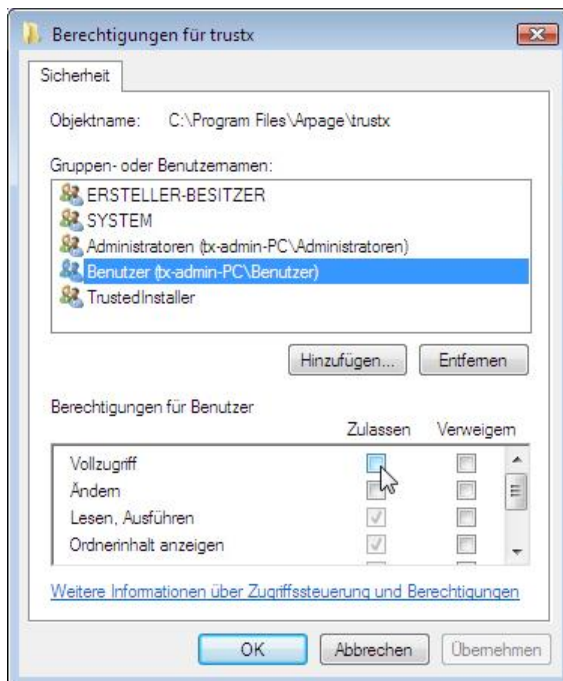 Berechtigungen für trustx
Sicherheit
Objektname: C:\Program Files\Arpage\trustx
Gruppen- oder Benutzernamen:
ERSTELLER-BESITZER
SYSTEM
Administratoren (tx-admin-PC\Administratoren)
Benutzer (tx-admin-PC\Benutzer)
TrustedInstaller
Hinzufügen... Entfernen
Berechtigungen für Benutzer
Zulassen Verweigern
Vollzugriff
Ändern
Lesen, Ausführen
Ordnerinhalt anzeigen
Weitere Informationen über Zugriffssteuerung und Berechtigungen
OK Abbrechen Übernehmen